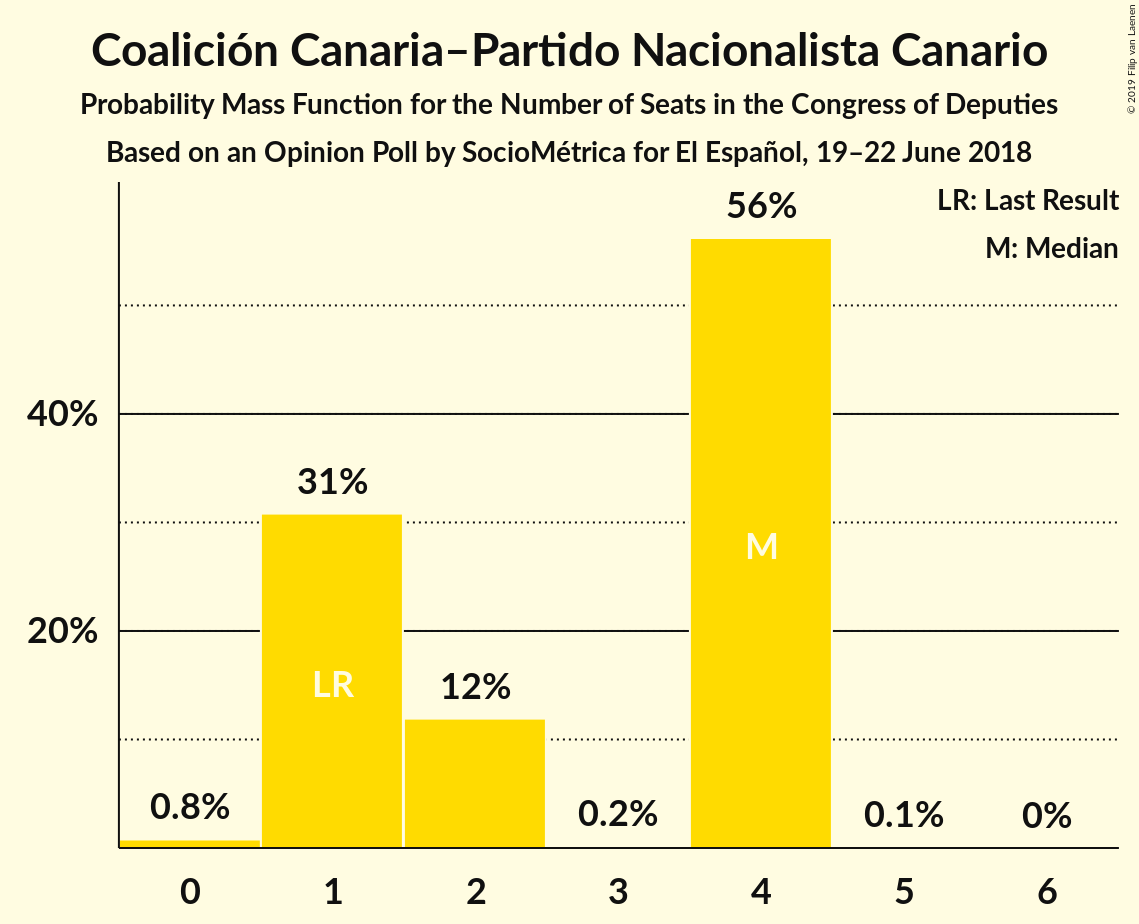 Coalición Canaria–Partido Nacionalista Canario
Probability Mass Function for the Number of Seats in the Congress of Deputies
Based on an Opinion Poll by SocioMétrica for El Español, 19–22 June 2018
© 2019 Filip van Laenen
LR: Last Result
M: Median
56%
40%
31%
M
20%
LR
12%
0.8%
0.2%
0.1%
0%
0 1 2 3 4 5 6